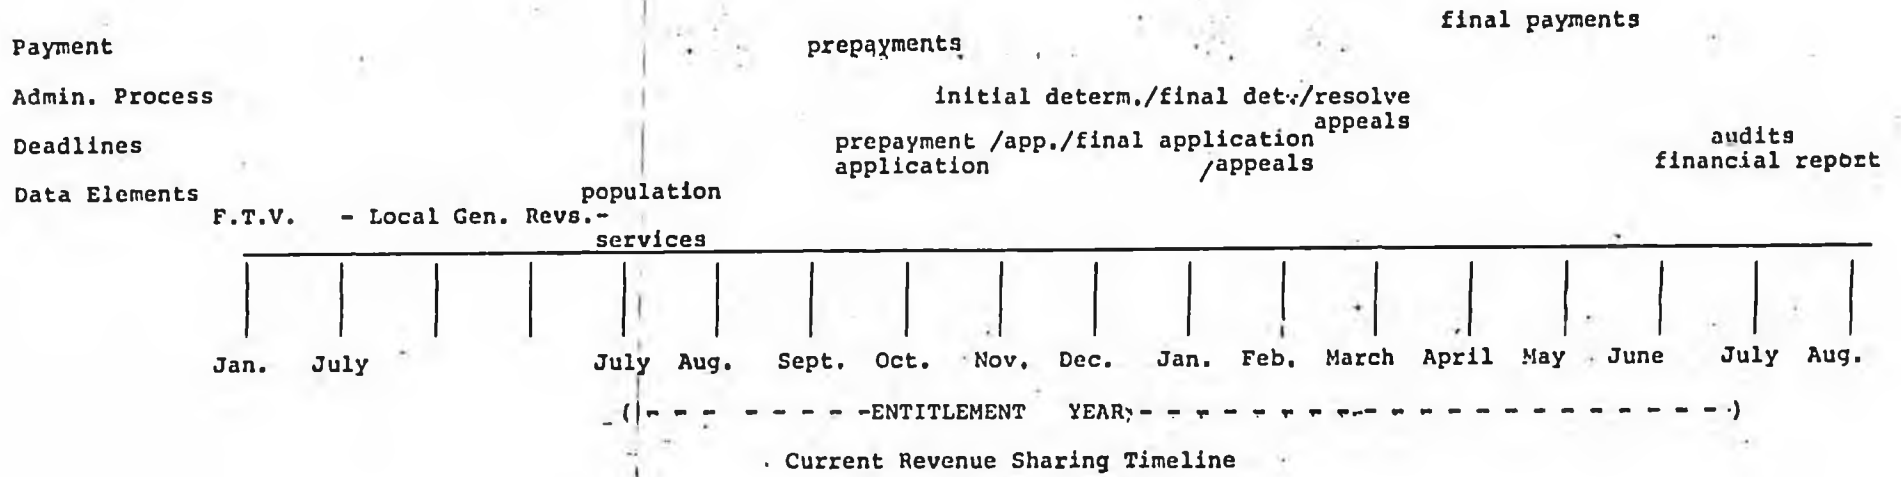 final payments
Payment prepayments
Admin. Process initial determ./final det./resolve
appeals
Deadlines prepayment /app./final application audits
application /appeals financial report
Data Elements population
F.T.V. - Local Gen. Revs.-
services
Jan. July July Aug. Sept. Oct. Nov. Dec. Jan. Feb. March April May June July Aug.
(- - - - - - - - -ENTITLEMENT YEAR- - - - - - - - - - - - - - - - - - - - -)
Current Revenue Sharing Timeline